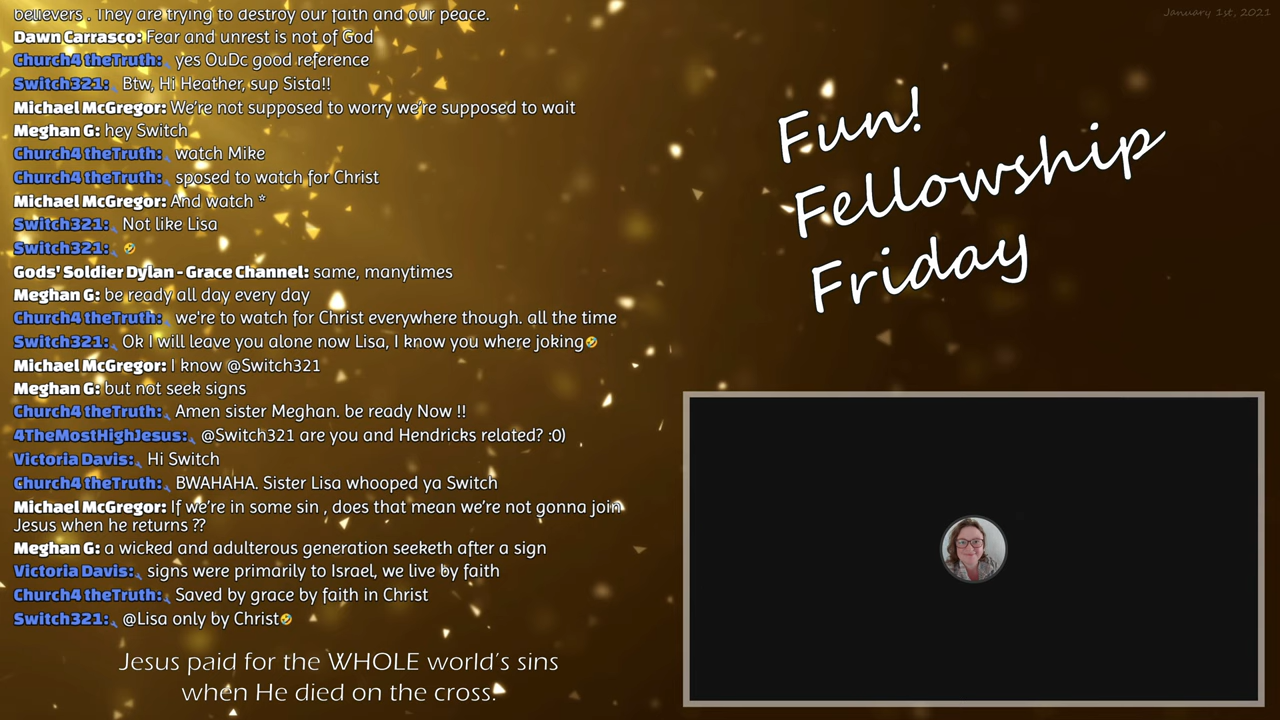 believers . They are trying to destroy our faith and our peace.
Dawn Carrasco: Fear and unrest is not of God
Church4 theTruth: yes OuDc good reference
Switch321: Btw, Hi Heather, sup Sista!!
Michael McGregor: We're not supposed to worry we're supposed to wait
Meghan G: hey Switch
Church4 theTruth: watch Mike
Church4 theTruth: sposed to watch for Christ
Michael McGregor: And watch *
Switch321: Not like Lisa
Switch321: 🤣
Gods' Soldier Dylan - Grace Channel: same, manytimes
Meghan G: be ready all day every day
Church4 theTruth: we're to watch for Christ everywhere though. all the time
Switch321: Ok I will leave you alone now Lisa, I know you where joking🤣
Michael McGregor: I know @Switch321
Meghan G: but not seek signs
Church4 theTruth: Amen sister Meghan. be ready Now !!
4TheMostHighJesus: @Switch321 are you and Hendricks related? :0)
Victoria Davis: Hi Switch
Church4 theTruth: BWAHAHA. Sister Lisa whooped ya Switch
Michael McGregor: If we're in some sin , does that mean we're not gonna join
Jesus when he returns ??
Meghan G: a wicked and adulterous generation seeketh after a sign
Victoria Davis: signs were primarily to Israel, we live by faith
Church4 theTruth: Saved by grace by faith in Christ
Switch321: @Lisa only by Christ🤣
Jesus paid for the WHOLE world's sins
when He died on the cross.
January 1st, 2021
Fun!
Fellowship
Friday